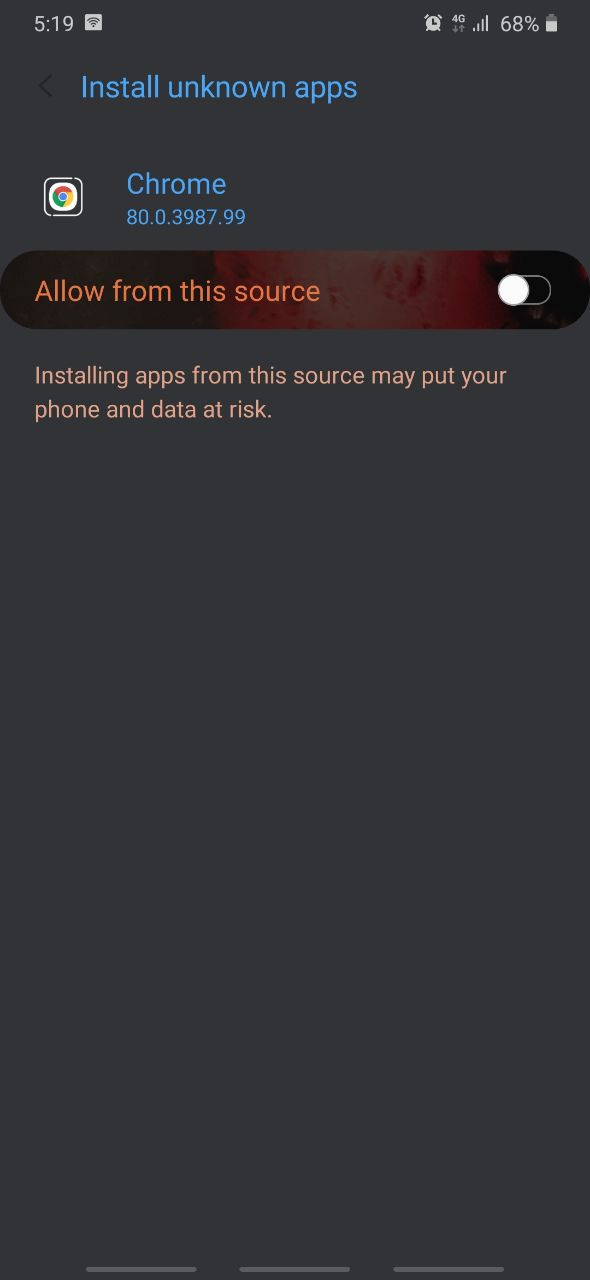 5:19
4G 68%
Install unknown apps
Chrome
80.0.3987.99
Allow from this source
Installing apps from this source may put your
phone and data at risk.